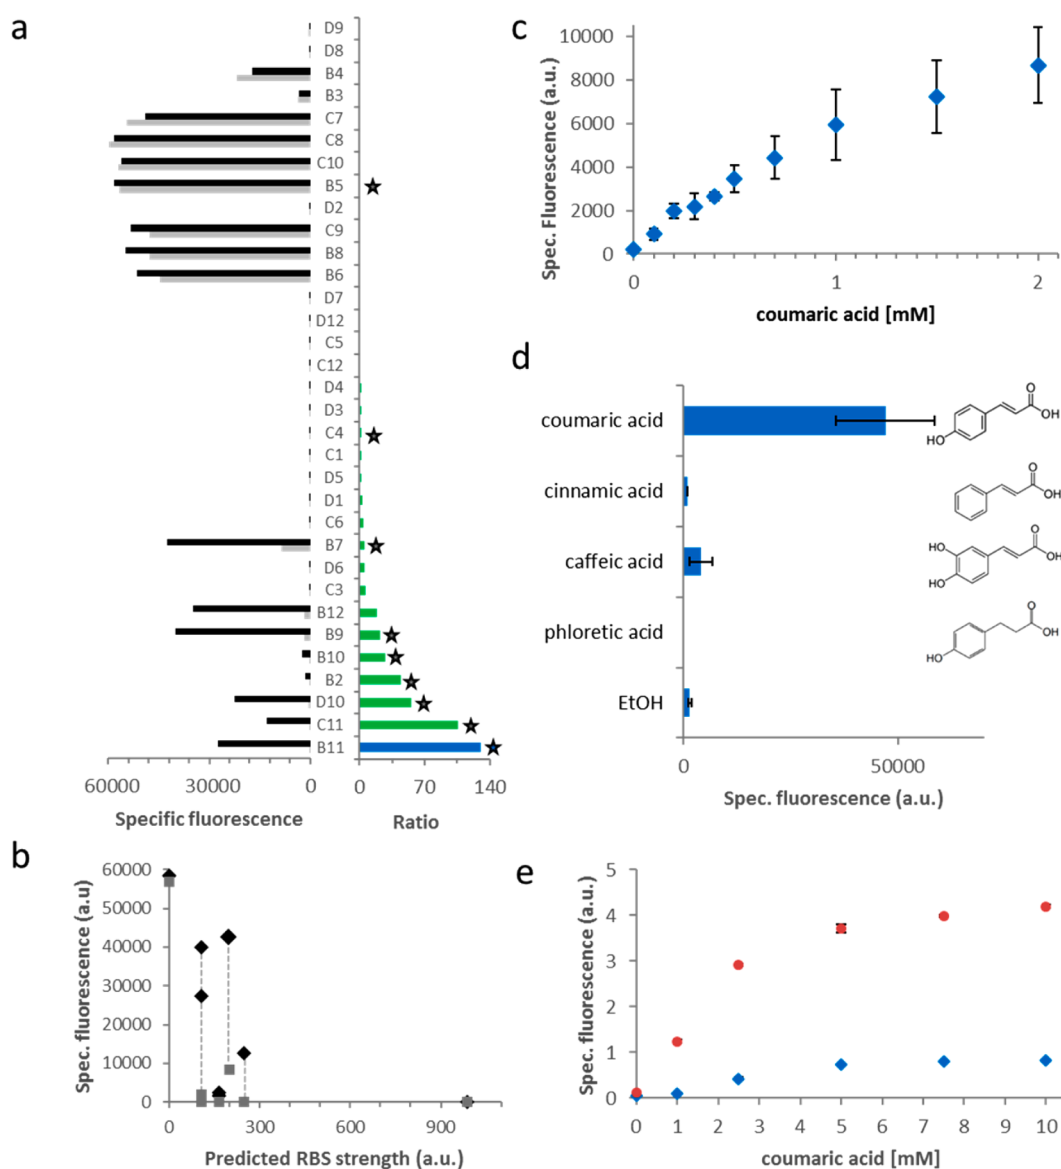 a
D9
D8
B4
B3
C7
C8
C10
B5
D2
C9
B8
B6
D7
D12
C5
C12
D4
D3
C4
C1
D5
D1
C6
B7
D6
C3
B12
B9
B10
B2
D10
C11
B11
60000 30000 0 0 70 140
Specific fluorescence Ratio
b
60000
50000
40000
30000
20000
10000
0
Spec. fluorescence (a.u)
0 300 600 900
Predicted RBS strength (a.u.)
c
10000
8000
6000
4000
2000
0
Spec. Fluorescence (a.u.)
0 1 2
coumaric acid [mM]
d
coumaric acid
O
OH
HO
cinnamic acid
O
OH
caffeic acid
O
HO
OH
HO
phloretic acid
O
OH
HO
EtOH
0 50000
Spec. fluorescence (a.u.)
e
5
4
3
2
1
0
Spec. fluorescence (a.u.)
0 1 2 3 4 5 6 7 8 9 10
coumaric acid [mM]